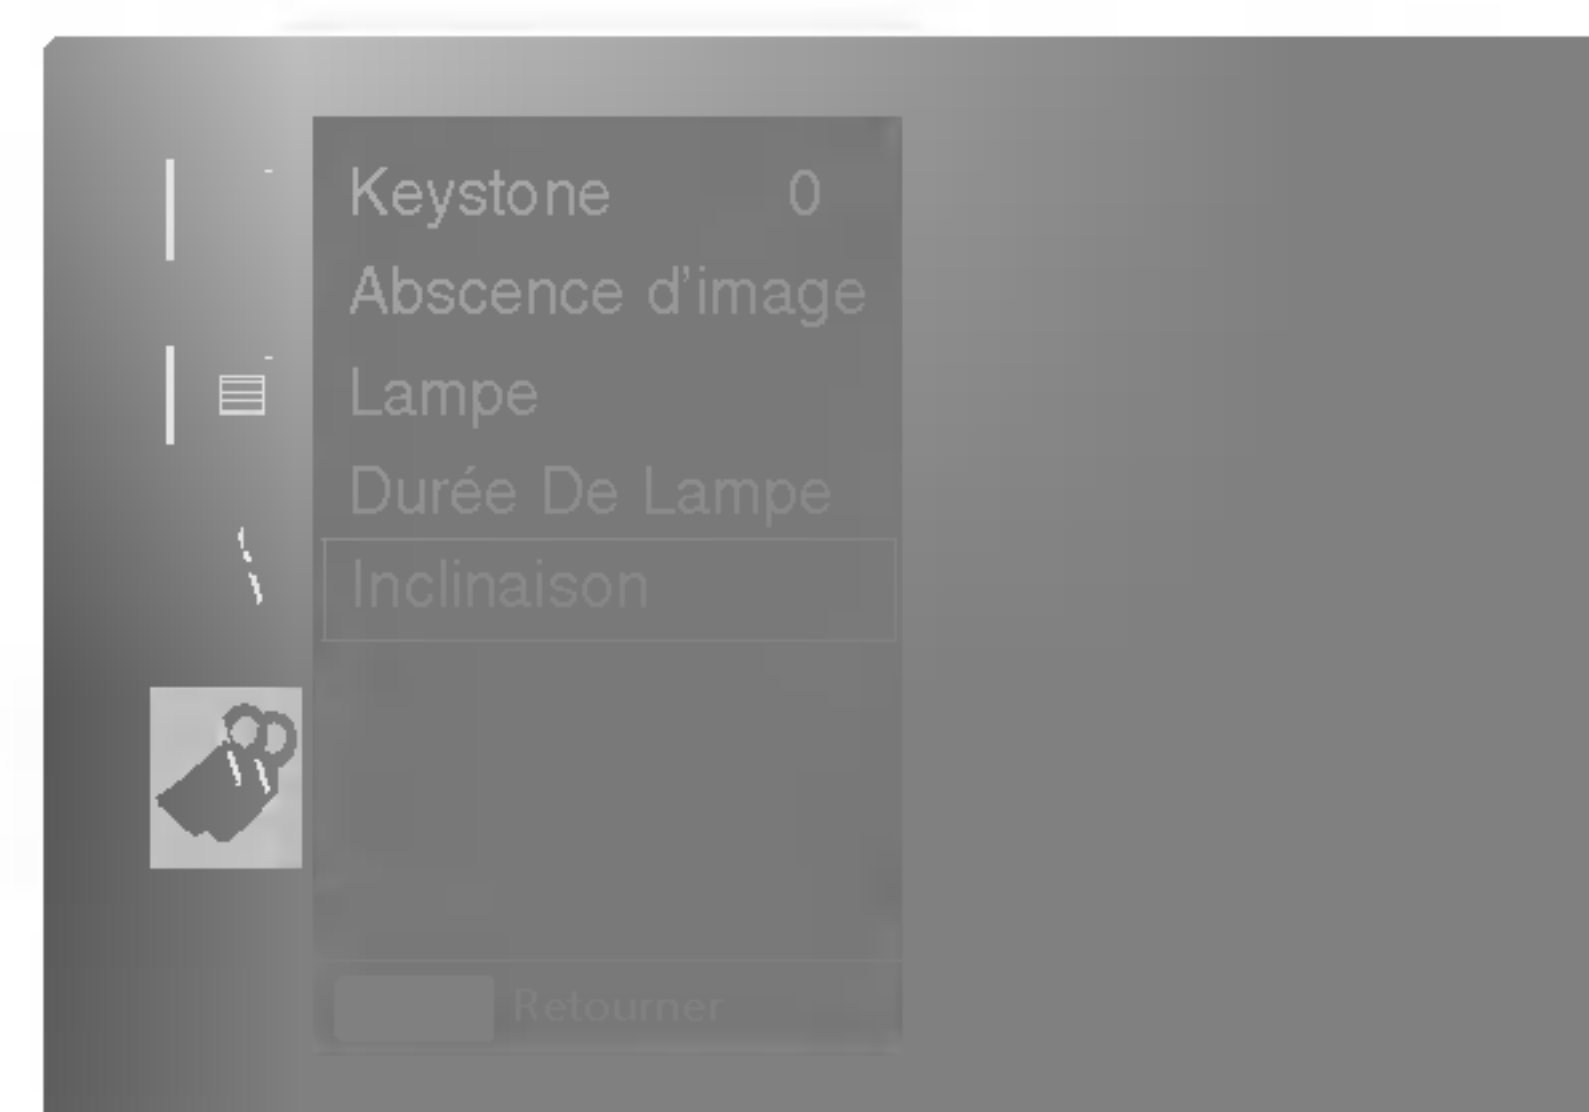 Keystone 0
Abscence d'image
Lampe
Durée De Lampe
Inclinaison
Retourner